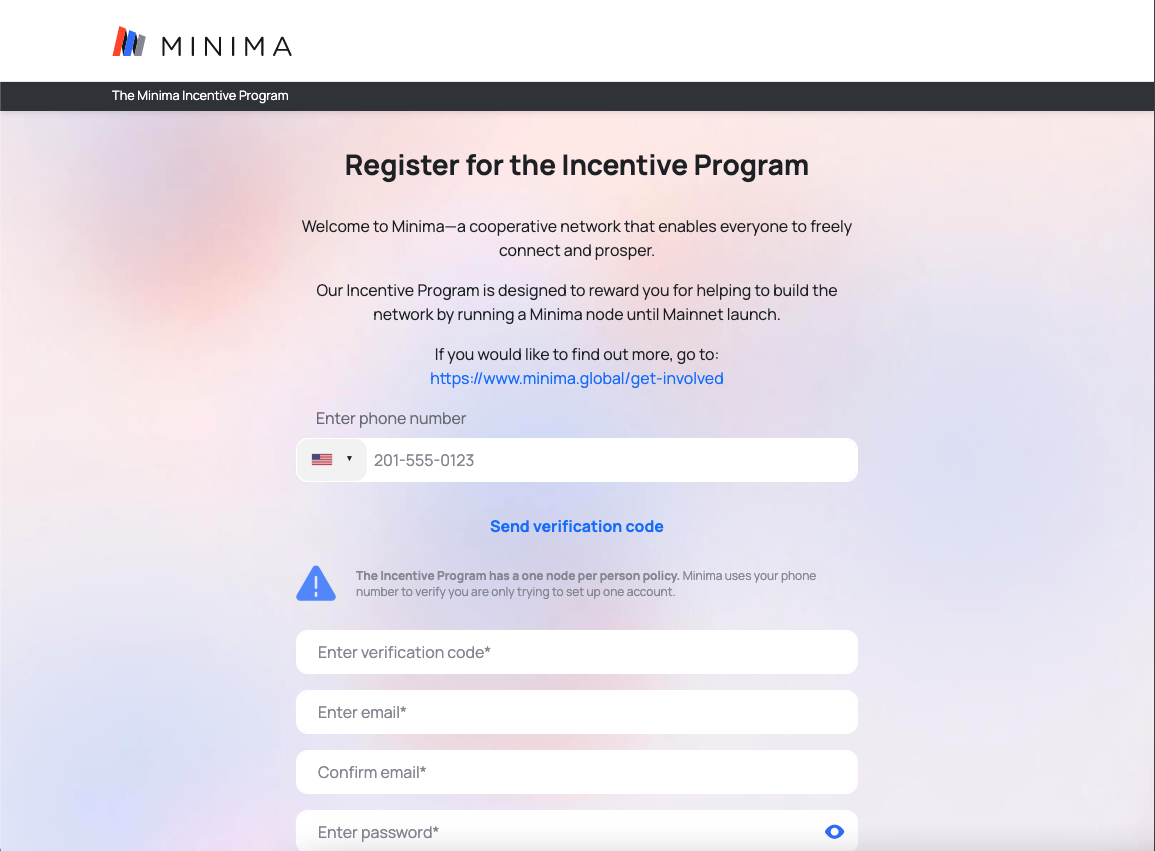 MINIMA
The Minima Incentive Program
Register for the Incentive Program
Welcome to Minima—a cooperative network that enables everyone to freely
connect and prosper.
Our Incentive Program is designed to reward you for helping to build the
network by running a Minima node until Mainnet launch.
If you would like to find out more, go to:
https://www.minima.global/get-involved
Enter phone number
201-555-0123
Send verification code
The Incentive Program has a one node per person policy. Minima uses your phone
number to verify you are only trying to set up one account.
Enter verification code*
Enter email*
Confirm email*
Enter password*